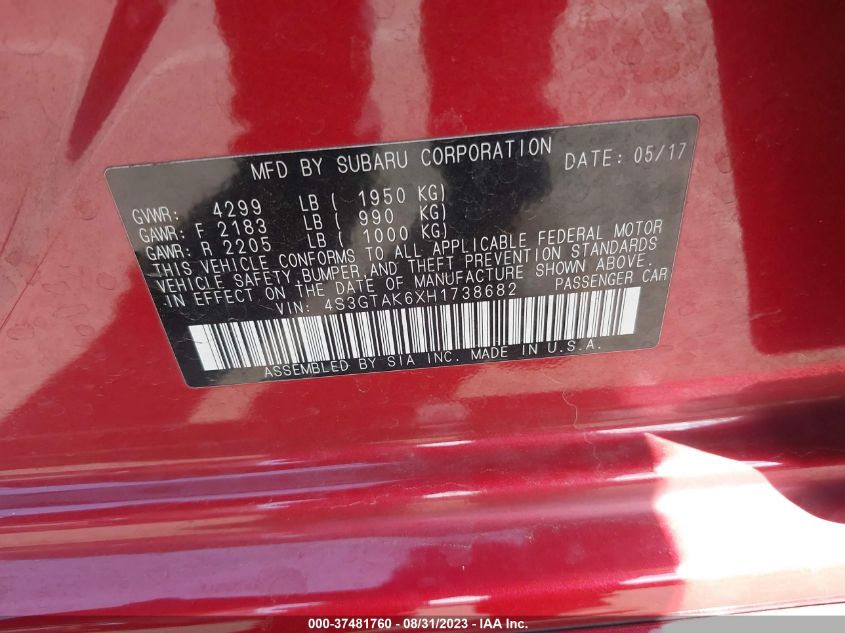 MFD BY SUBARU CORPORATION DATE: 05/17
GVWR: 4299 LB ( 1950 KG)
GAWR: F 2183 LB ( 990 KG)
GAWR: R 2205 LB ( 1000 KG)
THIS VEHICLE CONFORMS TO ALL APPLICABLE FEDERAL MOTOR
VEHICLE SAFETY, BUMPER, AND THEFT PREVENTION STANDARDS
IN EFFECT ON THE DATE OF MANUFACTURE SHOWN ABOVE.
VIN: 4S3GTAK6XH1738682 PASSENGER CAR
ASSEMBLED BY SIA INC. MADE IN U.S.A.
000-37481760 - 08/31/2023 - IAA Inc.